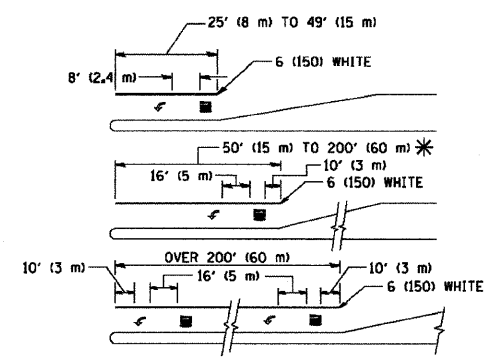 25' (8 m) TO 49' (15 m)
6 (150) WHITE
8' (2.4 m)
50' (15 m) TO 200' (60 m) *
16' (5 m)
10' (3 m)
6 (150) WHITE
OVER 200' (60 m)
10' (3 m)
16' (5 m)
10' (3 m)
6 (150) WHITE